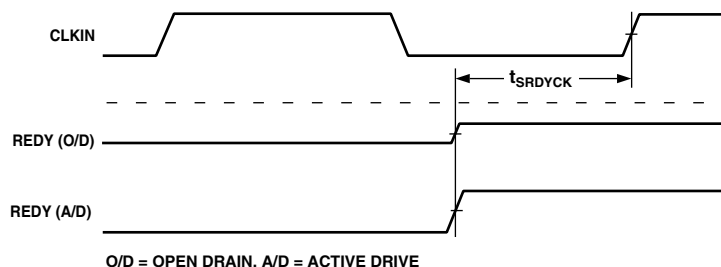 CLKIN
tSRDYCK
REDY (O/D)
REDY (A/D)
O/D = OPEN DRAIN, A/D = ACTIVE DRIVE